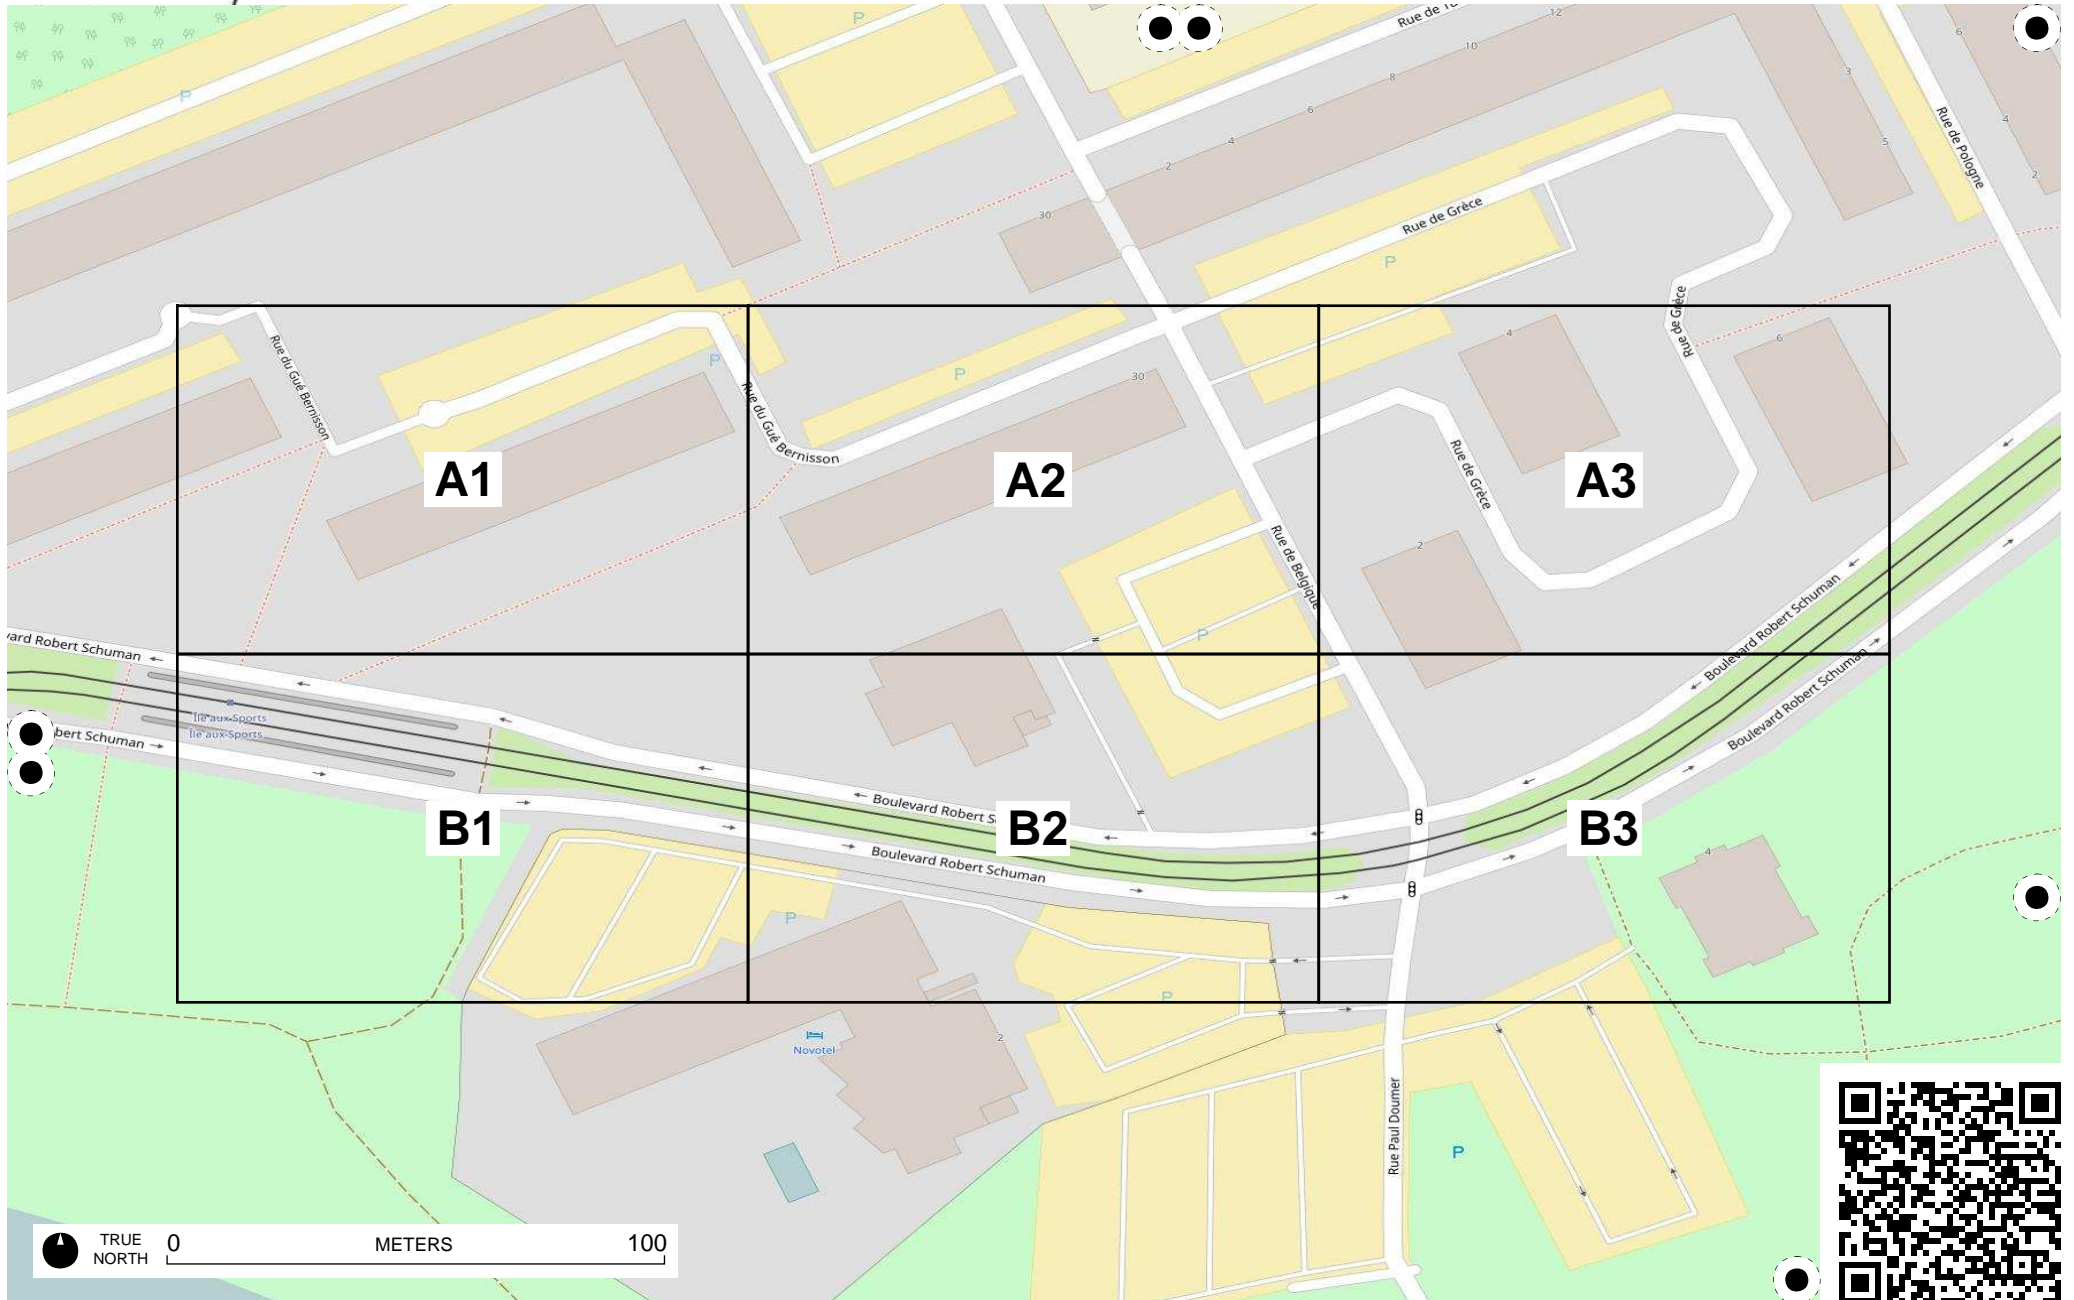 P
12
Rue de
10
6
8
3
P
6
Rue de Pologne
4
4
5
2
2
30
Rue de Grèce
P
Rue de Grèce
4
6
Rue du Gué Bernisson
P
P
30
Rue du Gué Bernisson
A1
A2
Rue de Grèce
A3
2
Rue de Belgique
Boulevard Robert Schuman
P
vard Robert Schuman
Boulevard Robert Schuman
Île aux Sports
Île aux Sports
bert Schuman
Boulevard Robert S
B1
B2
B3
Boulevard Robert Schuman
4
P
P
2
Novotel
Rue Paul Doumer
P
TRUE
NORTH
0 METERS 100